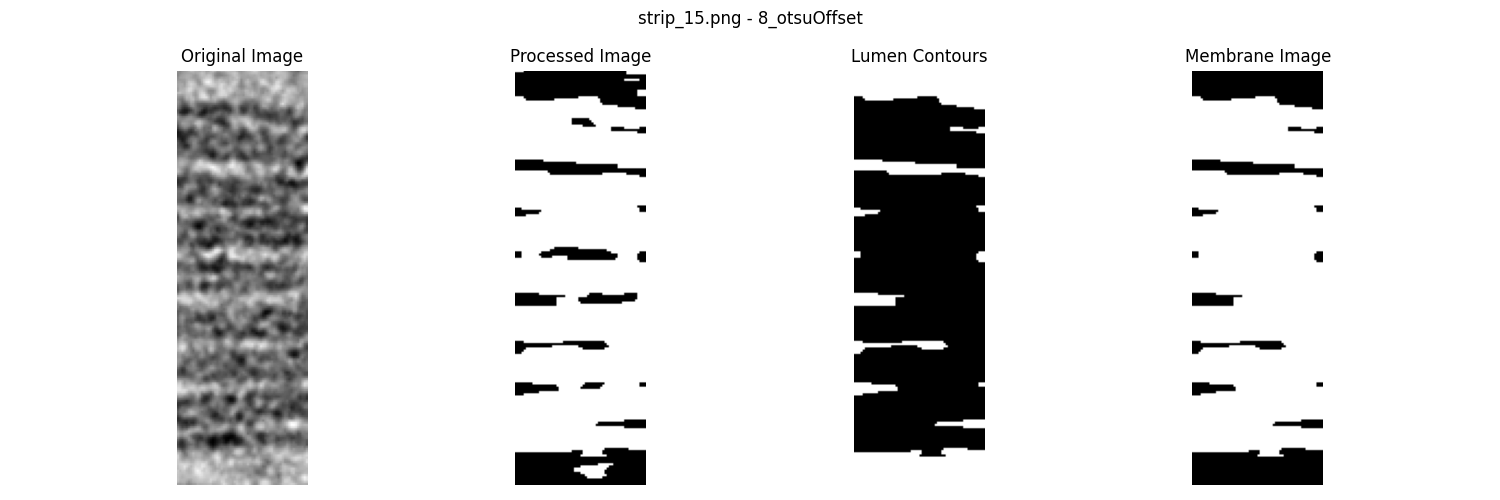 strip_15.png - 8_otsuOffset
Original Image
Processed Image
Lumen Contours
Membrane Image